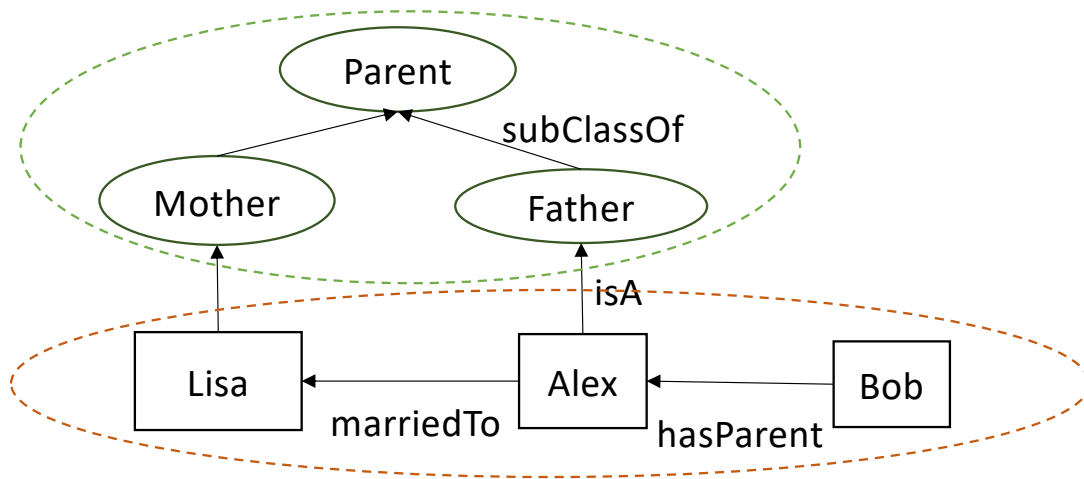 Parent
subClassOf
Mother
Father
isA
Lisa
Alex
Bob
marriedTo
hasParent